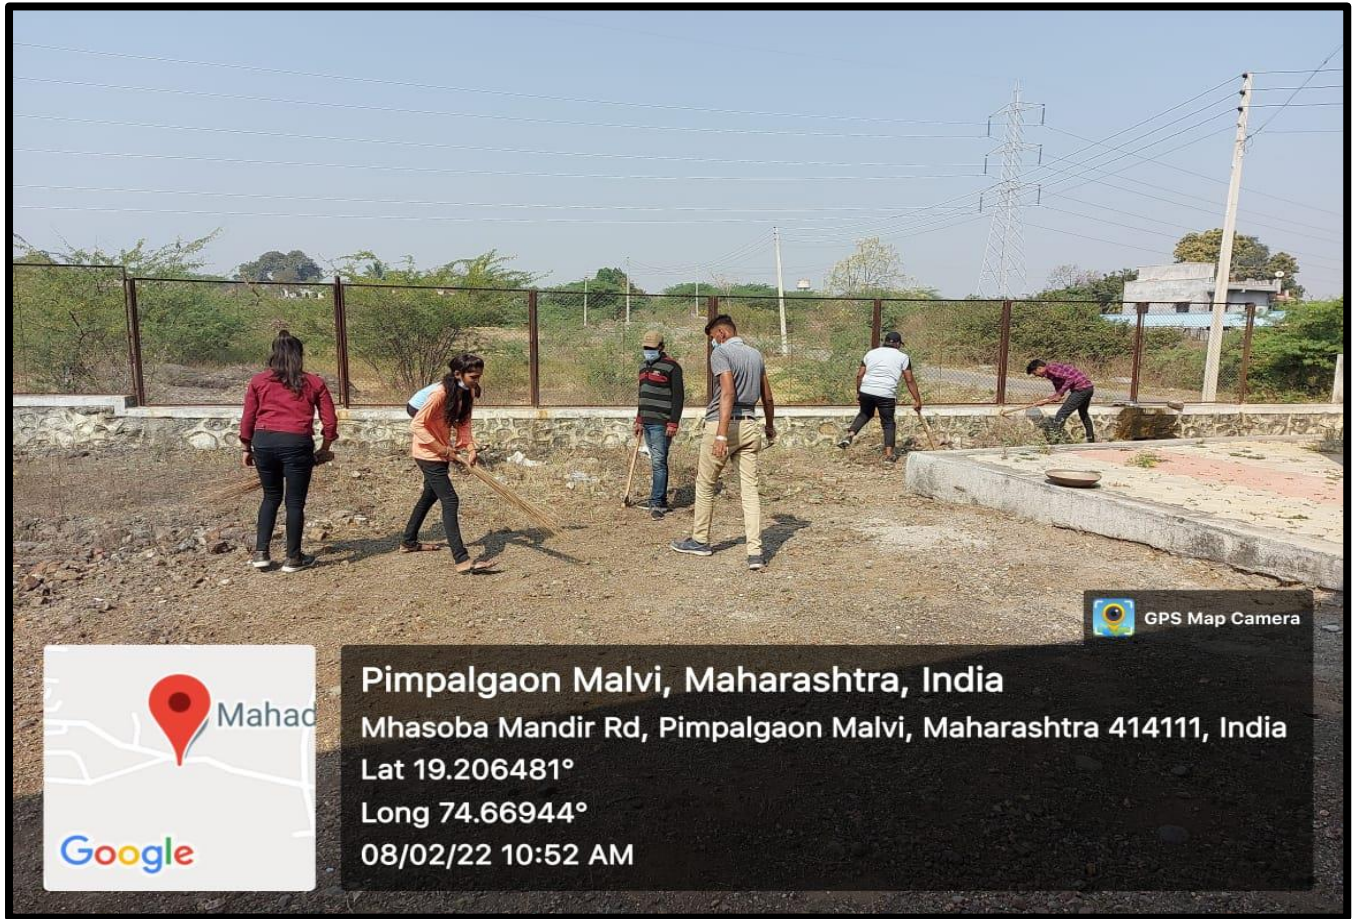 GPS Map Camera
Mahad
Google
Pimpalgaon Malvi, Maharashtra, India
Mhasoba Mandir Rd, Pimpalgaon Malvi, Maharashtra 414111, India
Lat 19.206481°
Long 74.66944°
08/02/22 10:52 AM